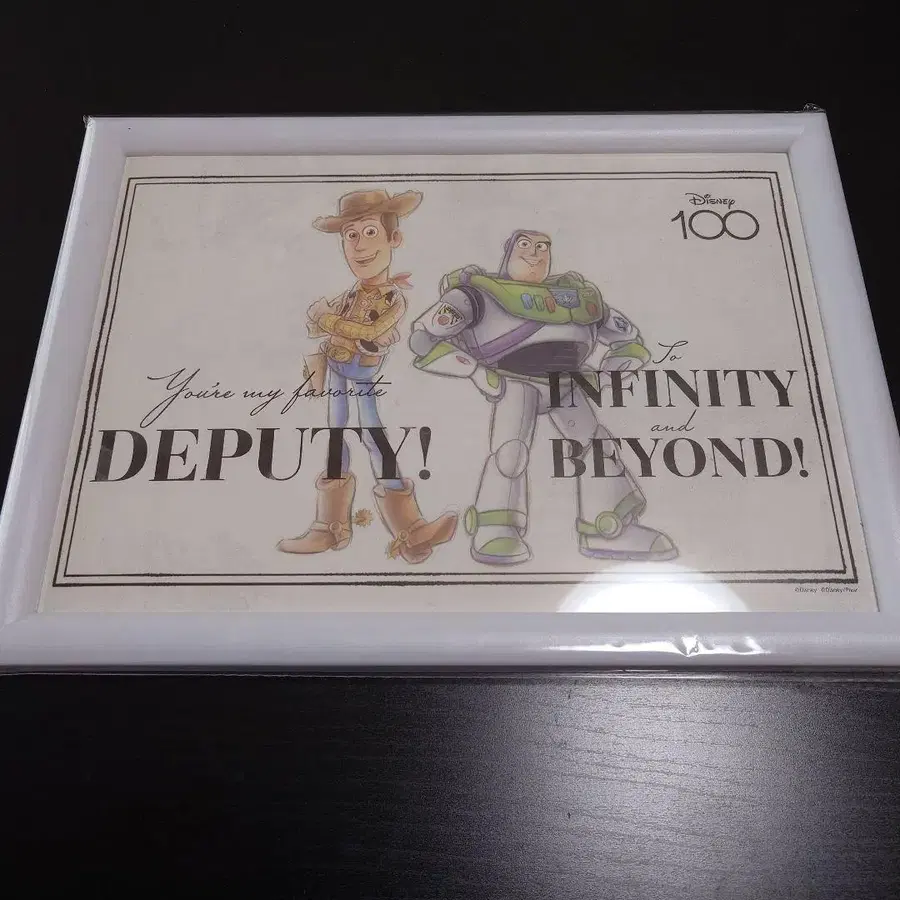 Disney
100
You're my favorite
DEPUTY!
To
INFINITY
and
BEYOND!
©Disney ©Disney/Pixar